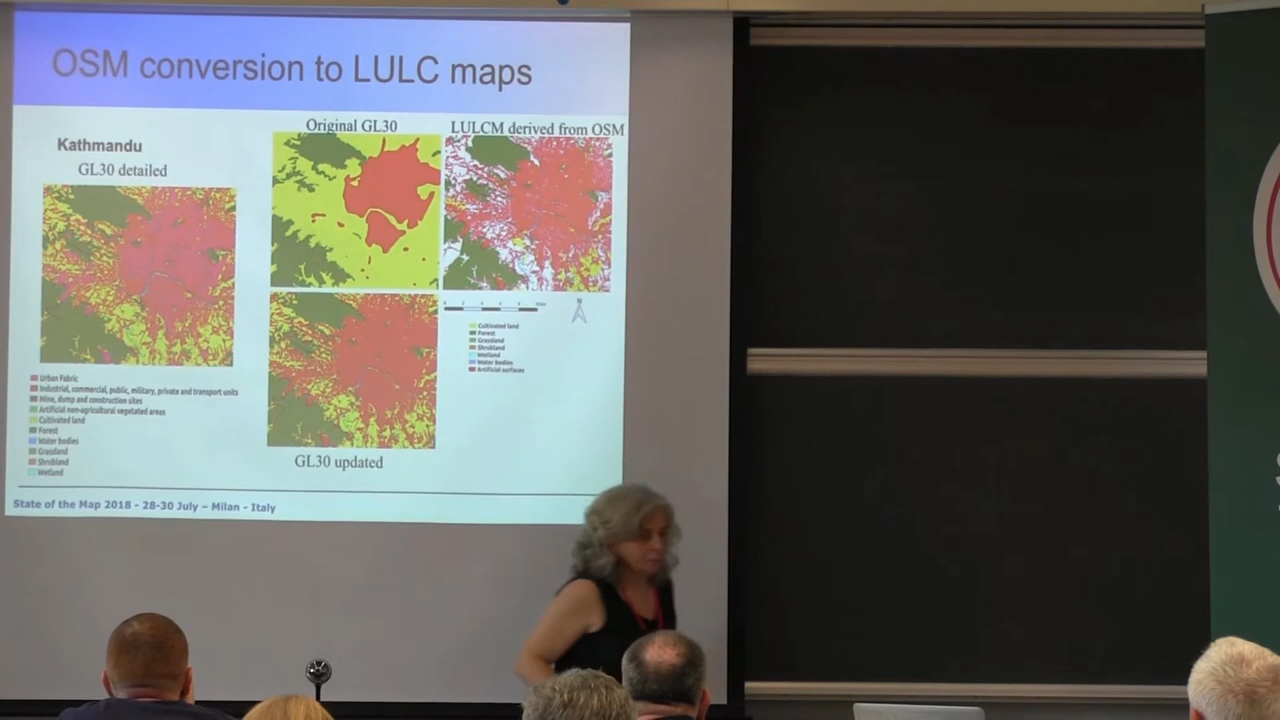 OSM conversion to LULC maps
Kathmandu
GL30 detailed
Original GL30
LULCM derived from OSM
Urban Fabric
Industrial, commercial, public, military, private and transport units
Mine, dump and construction sites
Artificial non-agricultural vegetated areas
Cultivated land
Forest
Water bodies
Grassland
Shrubland
Wetland
GL30 updated
N
Cultivated land
Forest
Grassland
Shrubland
Wetland
Water bodies
Artificial surfaces
State of the Map 2018 - 28-30 July – Milan - Italy